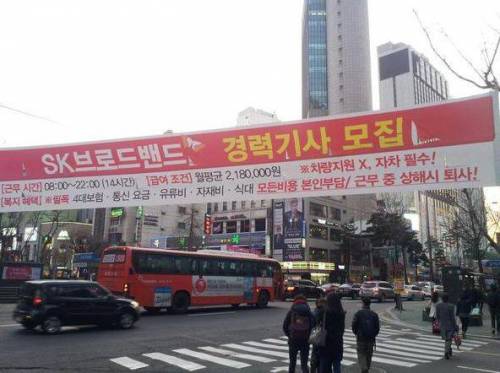 SK브로드밴드 경력기사 모집
[근무 시간] 08:00~22:00 (14시간) [급여 조건] 월평균 2,180,000원 ※차량지원 X, 자차 필수!
[복지 혜택] ※필독 4대보험 · 통신 요금 · 유류비 · 자재비 · 식대 모든비용 본인부담/ 근무 중 상해시 퇴사!